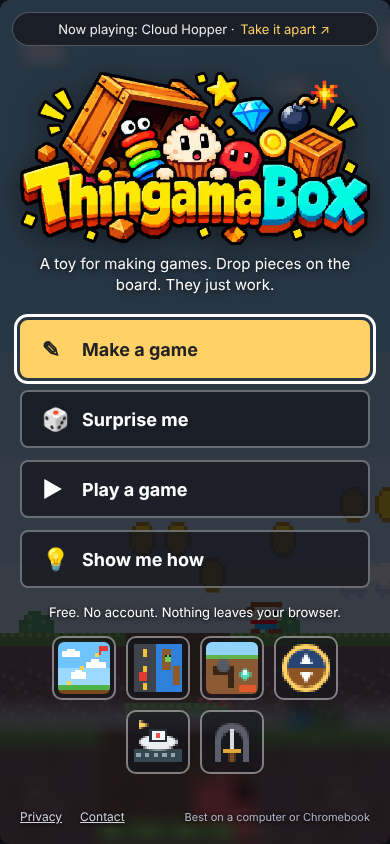 Now playing: Cloud Hopper · Take it apart ↗
ThingamaBox
A toy for making games. Drop pieces on the
board. They just work.
✎ Make a game
🎲 Surprise me
▶ Play a game
💡 Show me how
Free. No account. Nothing leaves your browser.
Privacy Contact Best on a computer or Chromebook